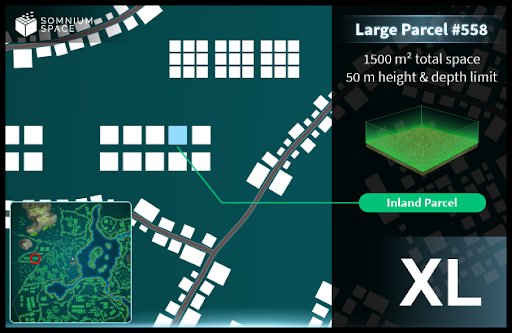 SOMNIUM
SPACE
Large Parcel #558
1500 m² total space
50 m height & depth limit
Inland Parcel
XL